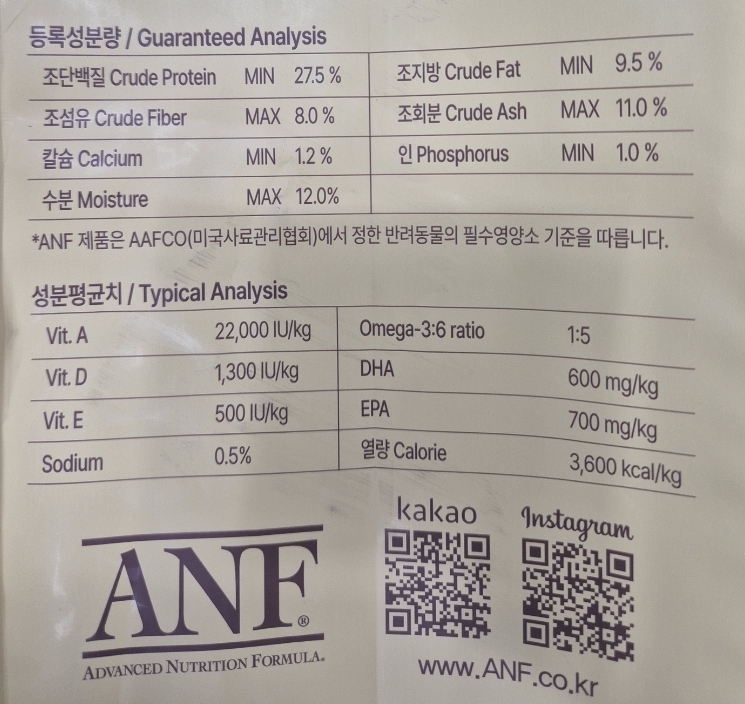 등록성분량 / Guaranteed Analysis
조단백질 Crude Protein MIN 27.5 % 조지방 Crude Fat MIN 9.5 %
조섬유 Crude Fiber MAX 8.0 % 조회분 Crude Ash MAX 11.0 %
칼슘 Calcium MIN 1.2 % 인 Phosphorus MIN 1.0 %
수분 Moisture MAX 12.0%
*ANF 제품은 AAFCO(미국사료관리협회)에서 정한 반려동물의 필수영양소 기준을 따릅니다.
성분평균치 / Typical Analysis
Vit. A 22,000 IU/kg Omega-3:6 ratio 1:5
Vit. D 1,300 IU/kg DHA 600 mg/kg
Vit. E 500 IU/kg EPA 700 mg/kg
Sodium 0.5% 열량 Calorie 3,600 kcal/kg
kakao Instagram
ANF®
ADVANCED NUTRITION FORMULA.
www.ANF.co.kr